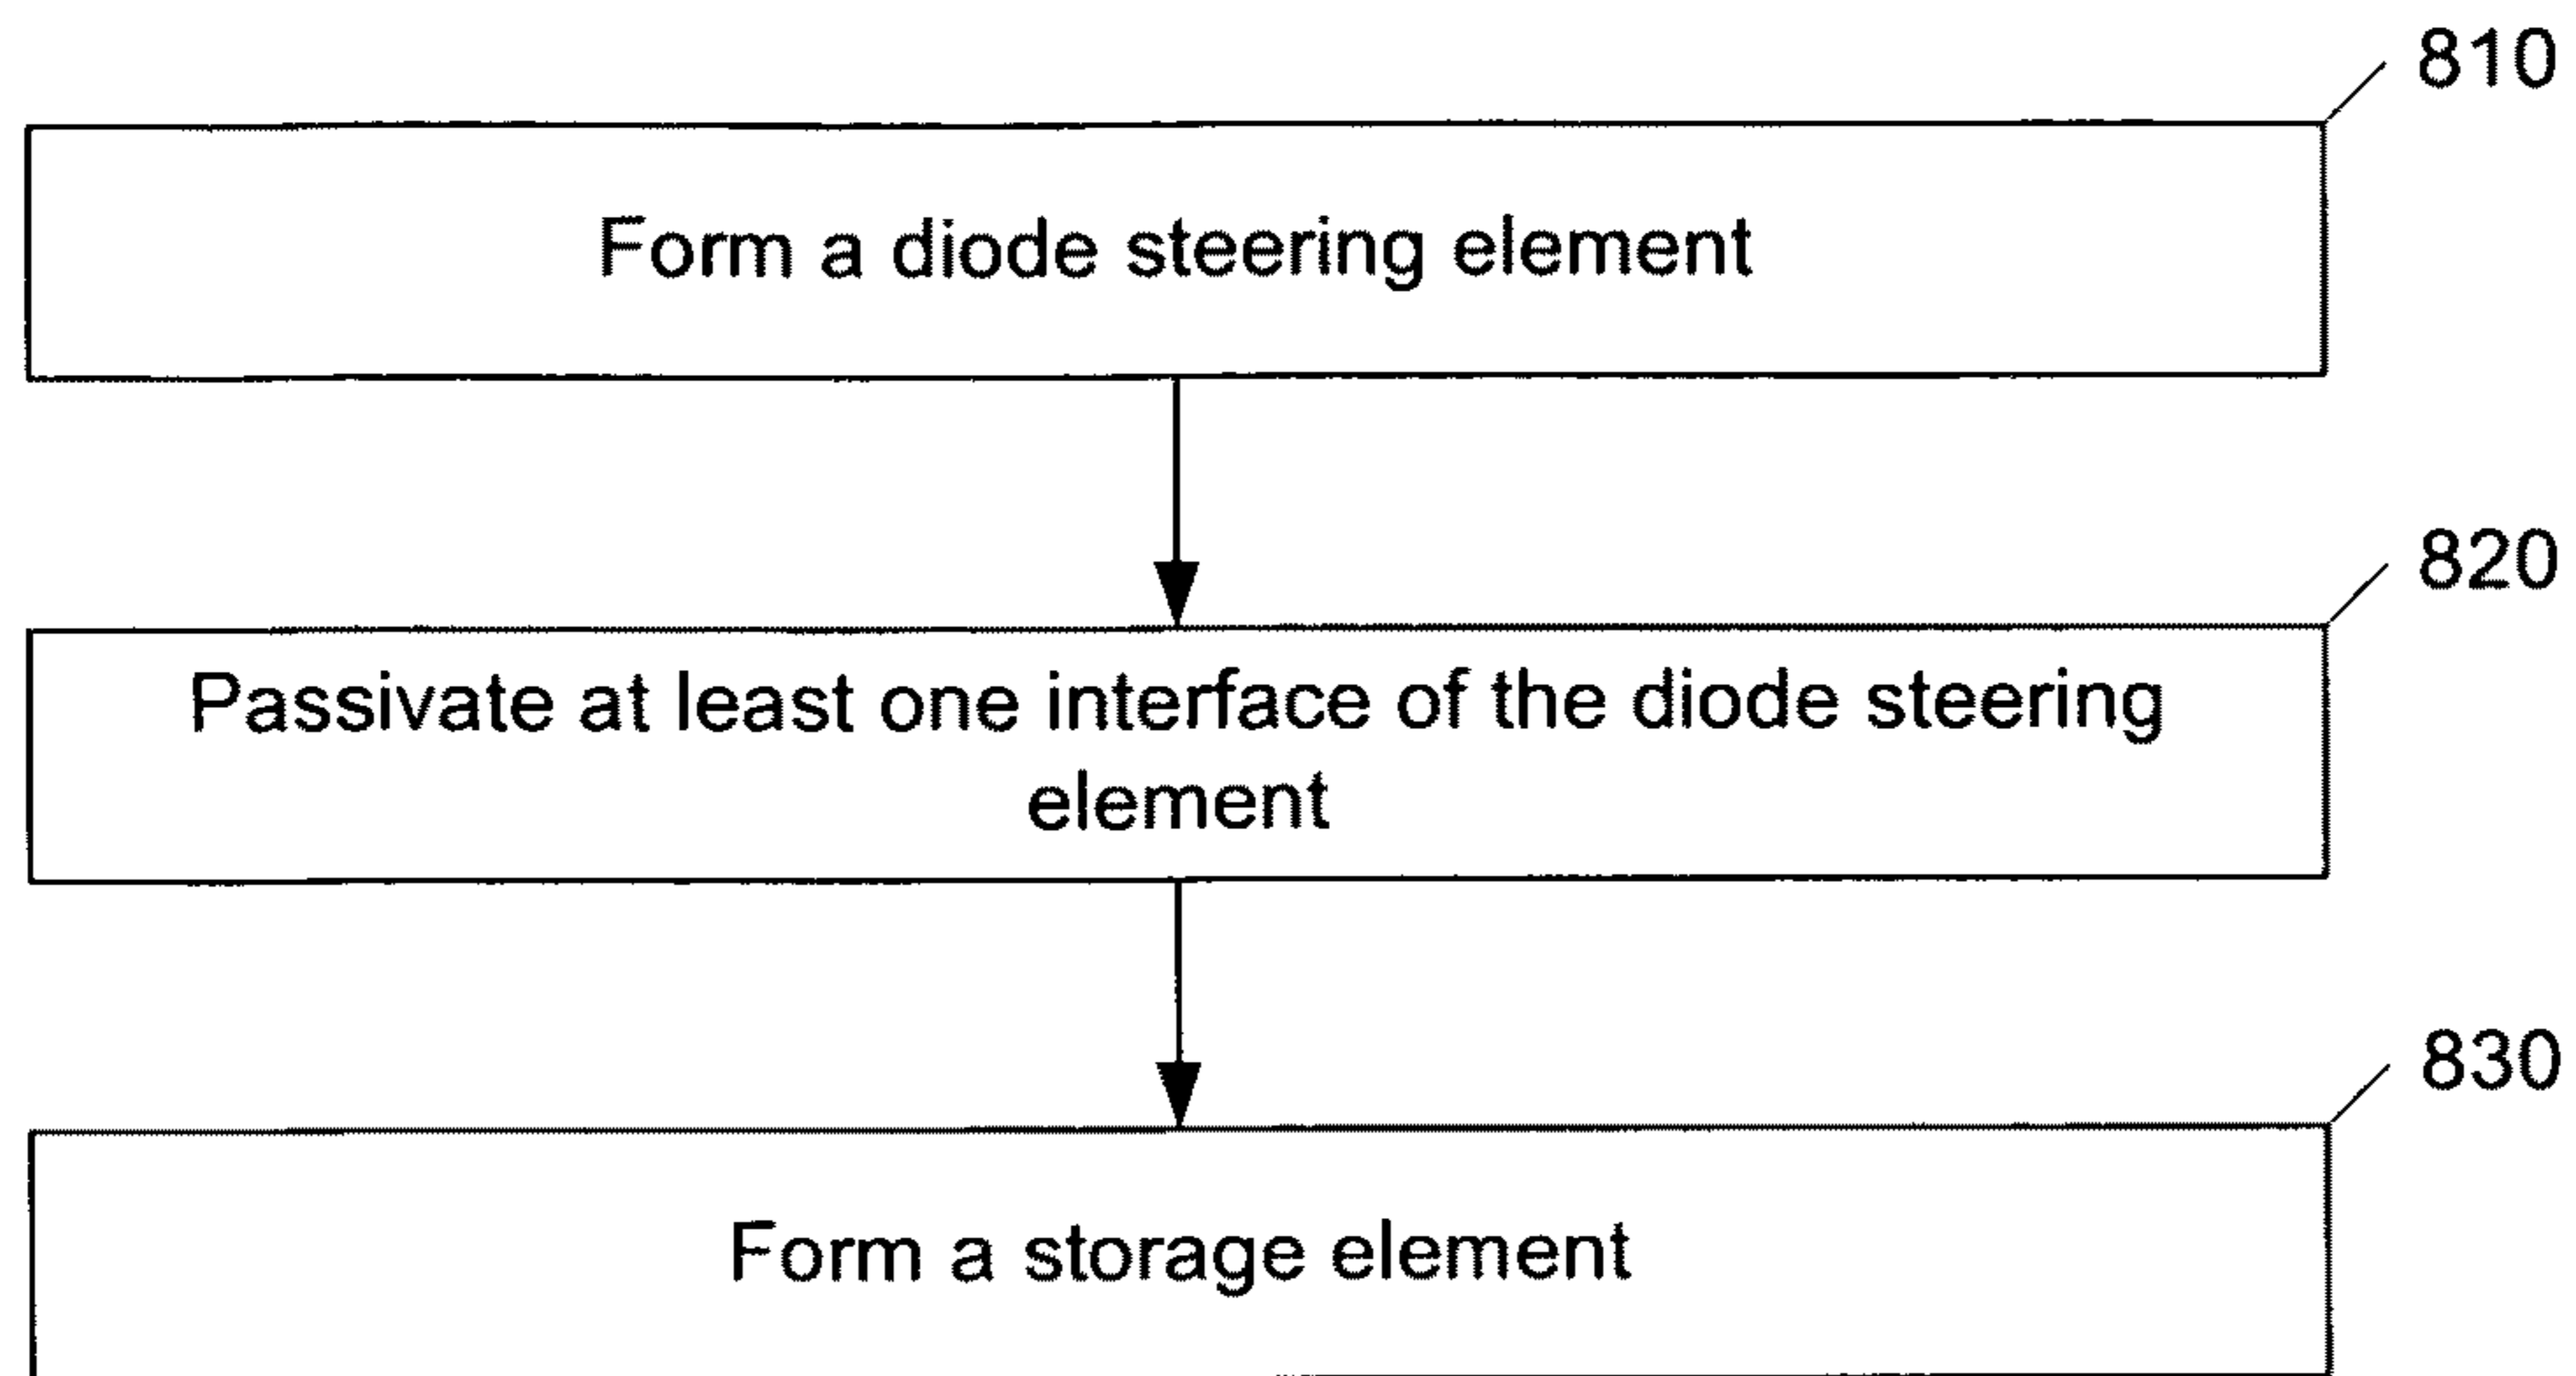 810
Form a diode steering element
820
Passivate at least one interface of the diode steering
element
830
Form a storage element